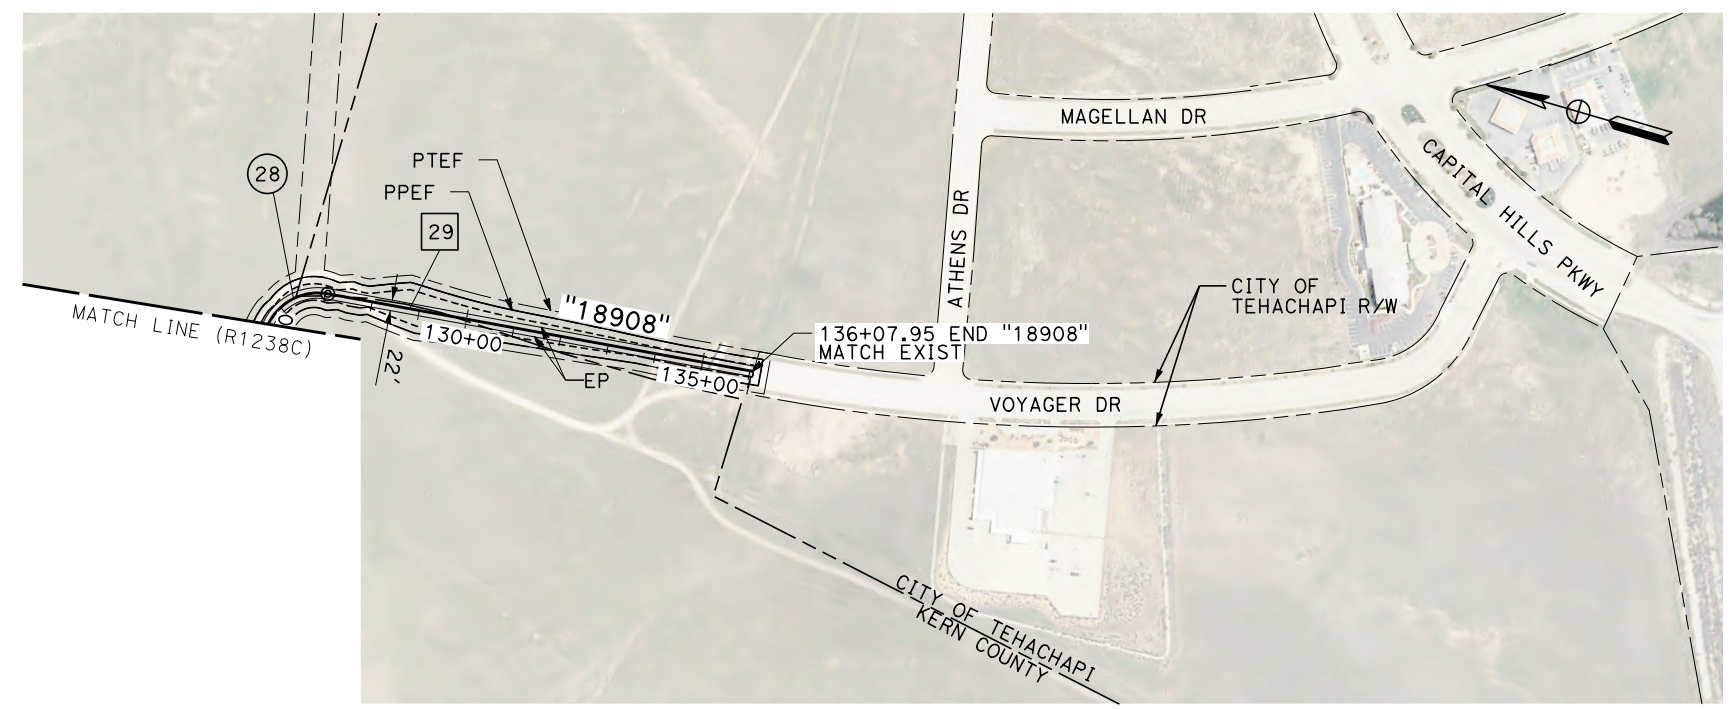 MAGELLAN DR
CAPITAL HILLS PKWY
PTEF
28
PPEF
29
ATHENS DR
CITY OF
TEHACHAPI R/W
"18908"
MATCH LINE (R1238C)
130+00
136+07.95 END "18908"
MATCH EXIST
22'
EP
135+00
VOYAGER DR
CITY OF TEHACHAPI
KERN COUNTY